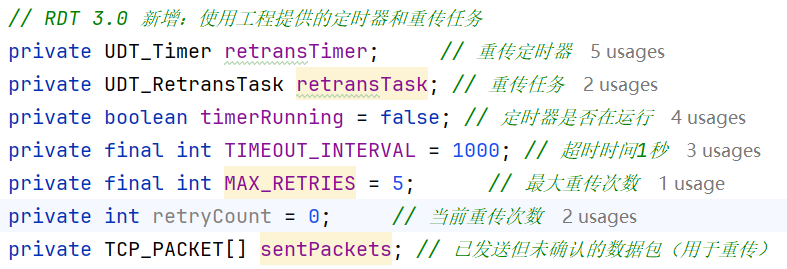 // RDT 3.0 新增：使用工程提供的定时器和重传任务
private UDT_Timer retransTimer; // 重传定时器 5 usages
private UDT_RetransTask retransTask; // 重传任务 2 usages
private boolean timerRunning = false; // 定时器是否在运行 4 usages
private final int TIMEOUT_INTERVAL = 1000; // 超时时间1秒 3 usages
private final int MAX_RETRIES = 5; // 最大重传次数 1 usage
private int retryCount = 0; // 当前重传次数 2 usages
private TCP_PACKET[] sentPackets; // 已发送但未确认的数据包（用于重传）